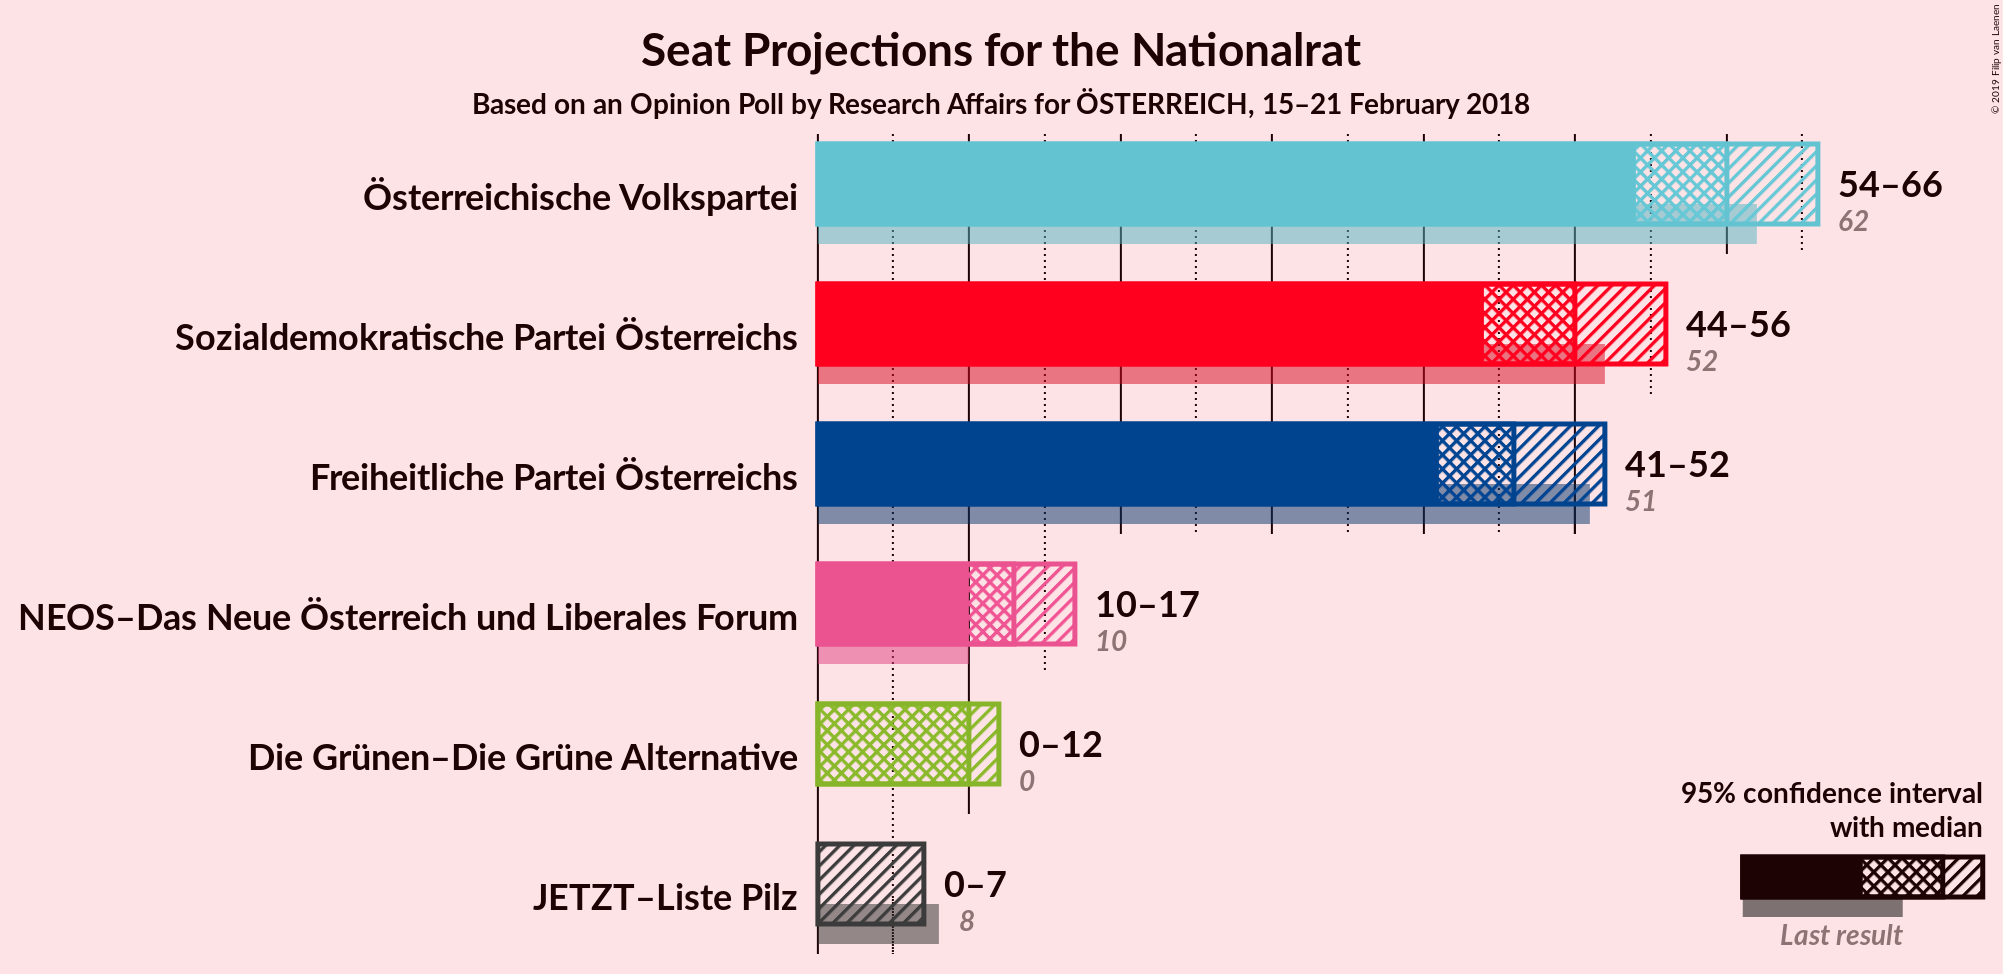 Seat Projections for the Nationalrat
Based on an Opinion Poll by Research Affairs for ÖSTERREICH, 15–21 February 2018
© 2019 Filip van Laenen
Österreichische Volkspartei
54–66
62
Sozialdemokratische Partei Österreichs
44–56
52
Freiheitliche Partei Österreichs
41–52
51
NEOS–Das Neue Österreich und Liberales Forum
10–17
10
Die Grünen–Die Grüne Alternative
0–12
0
JETZT–Liste Pilz
0–7
8
95% confidence interval
with median
Last result